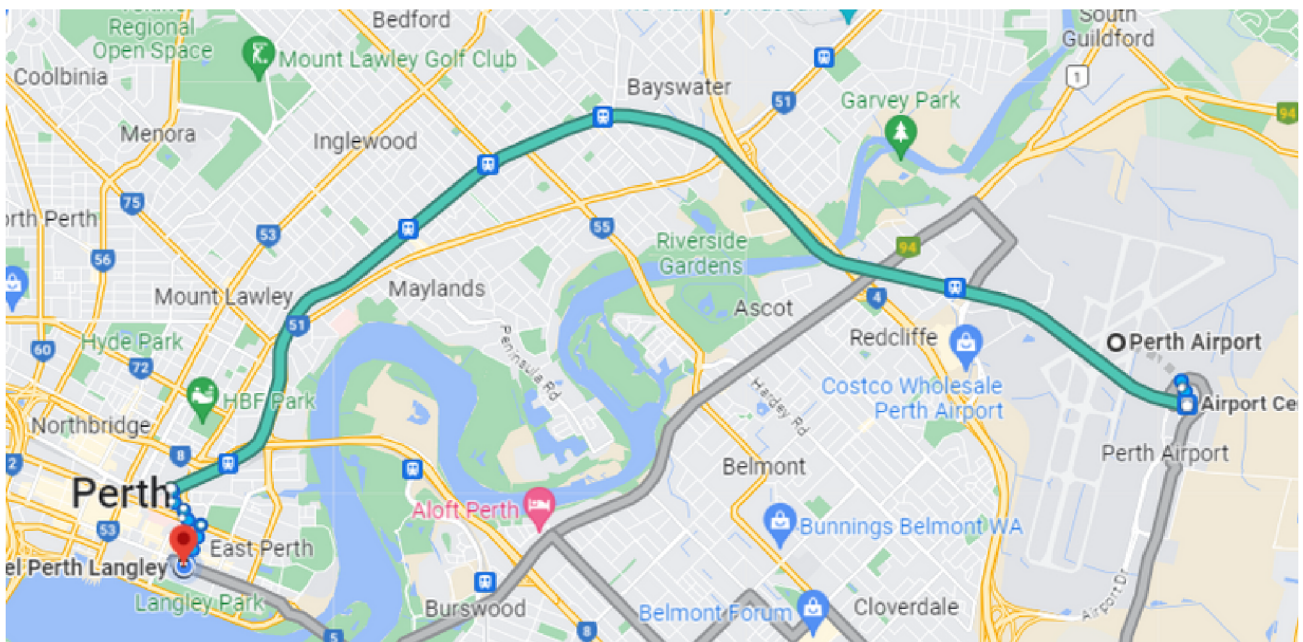 Regional
Open Space
Bedford
South
Guildford
Mount Lawley Golf Club
Coolbinia
Bayswater
1
51
Garvey Park
94
Menora
Inglewood
75
orth Perth
53
55
56
Riverside
Gardens
94
Mount Lawley
Maylands
4
Ascot
51
Hyde Park
60
72
Peninsula Rd
Redcliffe
Perth Airport
Hardey Rd
Costco Wholesale
Perth Airport
HBF Park
Airport Ce
Northbridge
8
2
Perth Airport
Belmont
Perth
53
Aloft Perth
Bunnings Belmont WA
East Perth
el Perth Langley
Langley Park
Burswood
Belmont Forum
Cloverdale
Airport Dr
5
8